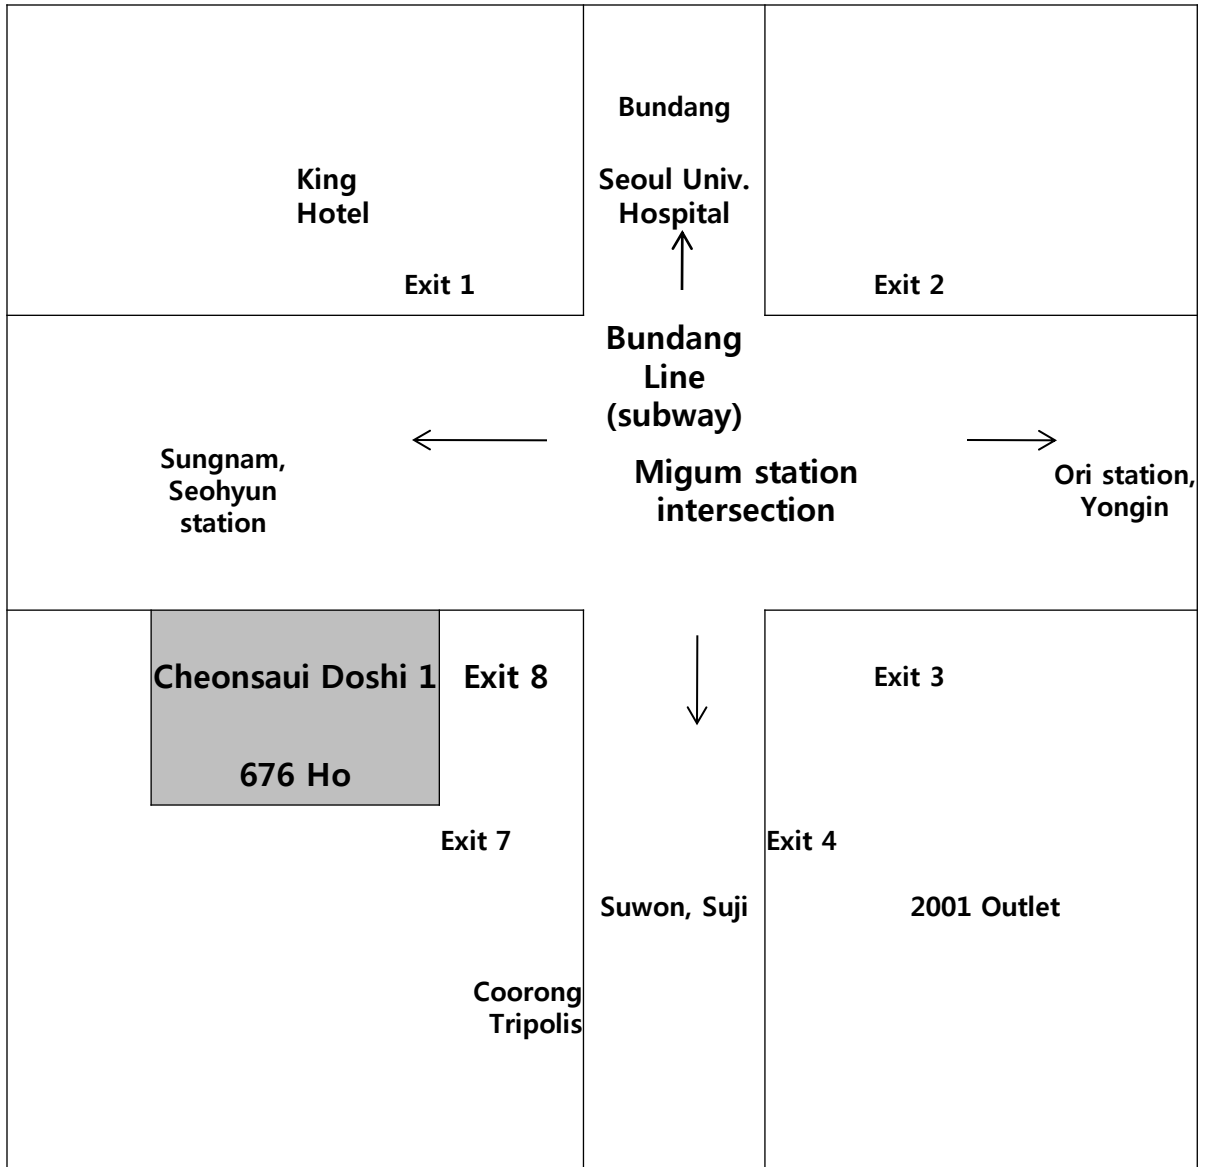 Bundang
King
Hotel
Seoul Univ.
Hospital
Exit 1
Exit 2
Bundang
Line
(subway)
Sungnam,
Seohyun
station
Migum station
intersection
Ori station,
Yongin
Cheonsaui Doshi 1
676 Ho
Exit 8
Exit 3
Exit 7
Exit 4
Suwon, Suji
2001 Outlet
Coorong
Tripolis